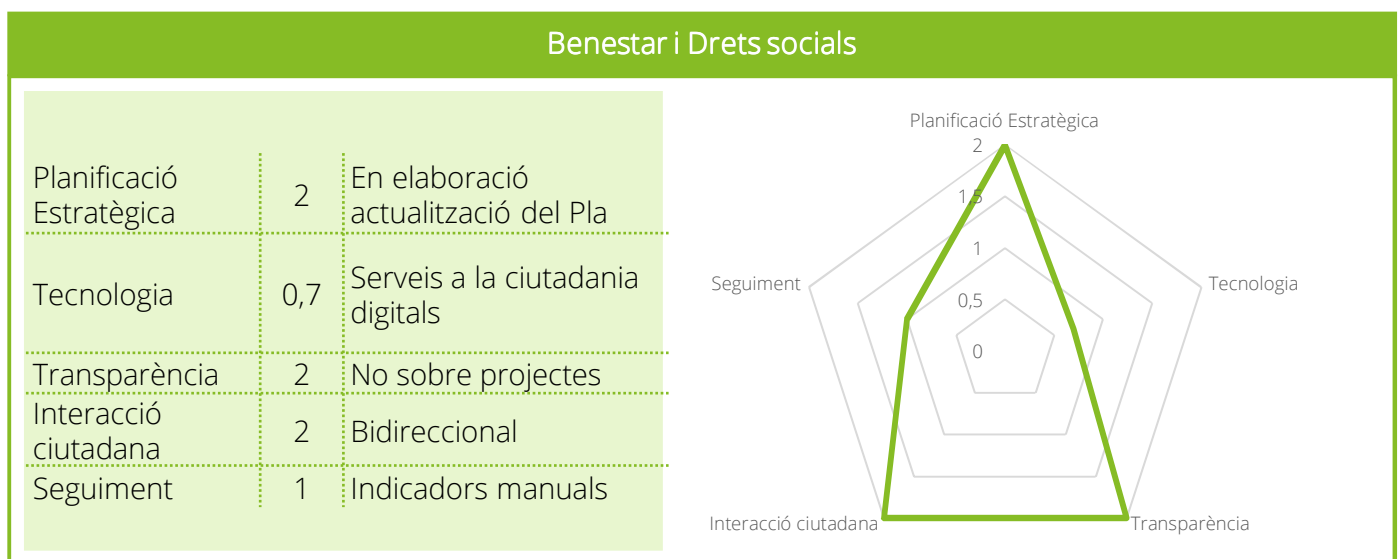 Benestar i Drets socials
Planificació
Estratègica
2
En elaboració
actualització del Pla
Tecnologia
0,7
Serveis a la ciutadania
digitals
Transparència
2
No sobre projectes
Interacció
ciutadana
2
Bidireccional
Seguiment
1
Indicadors manuals
Planificació Estratègica
2
1,5
1
0,5
0
Seguiment
Tecnologia
Interacció ciutadana
Transparència